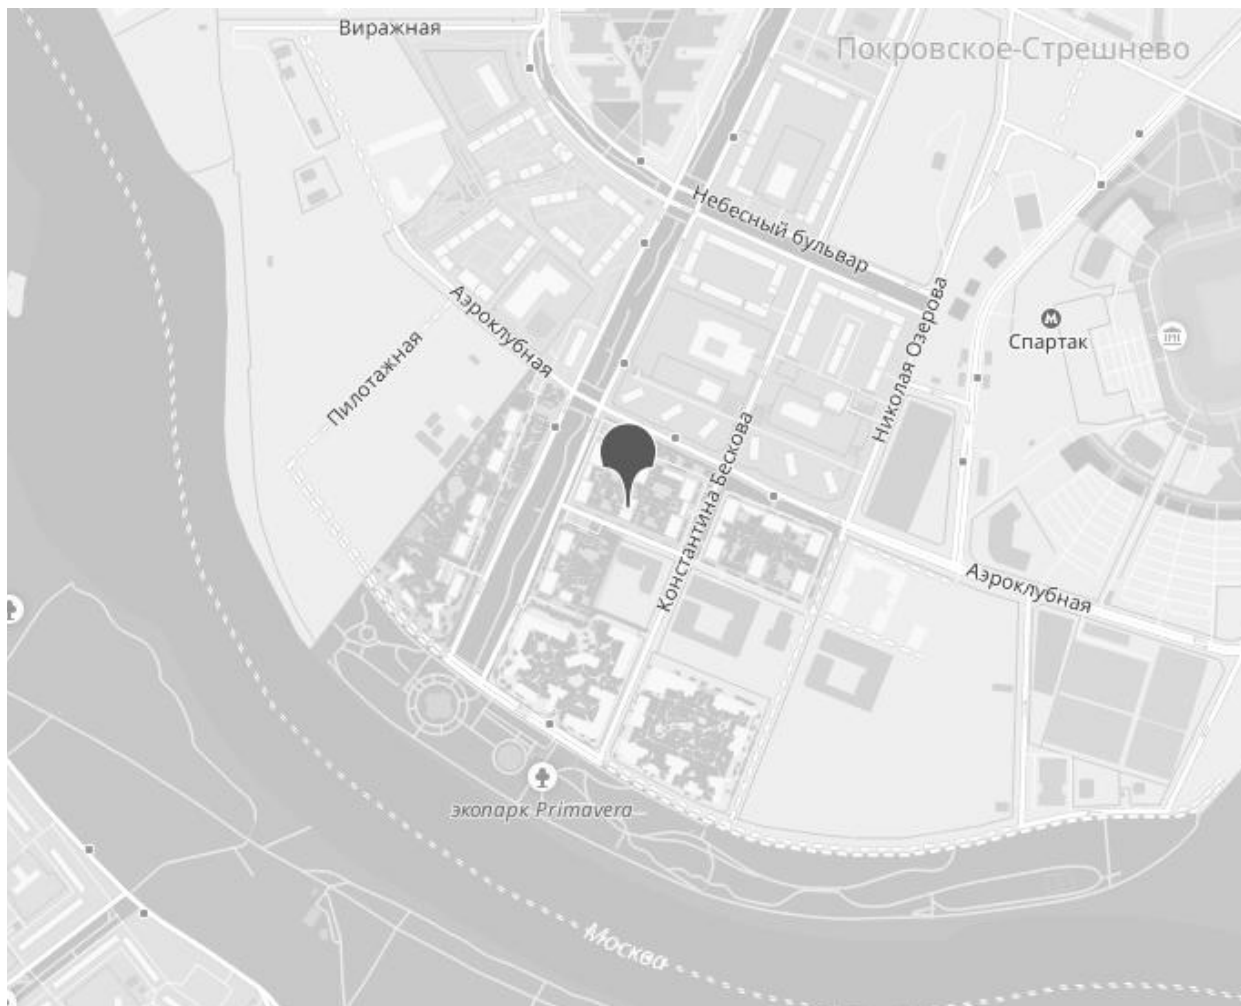 Виражная
Покровское-Стрешнево
Небесный бульвар
Аэроклубная
Пилотажная
Николая Озерова
М
Спартак
Константина Бескова
Аэроклубная
экопарк Primavera
Москва